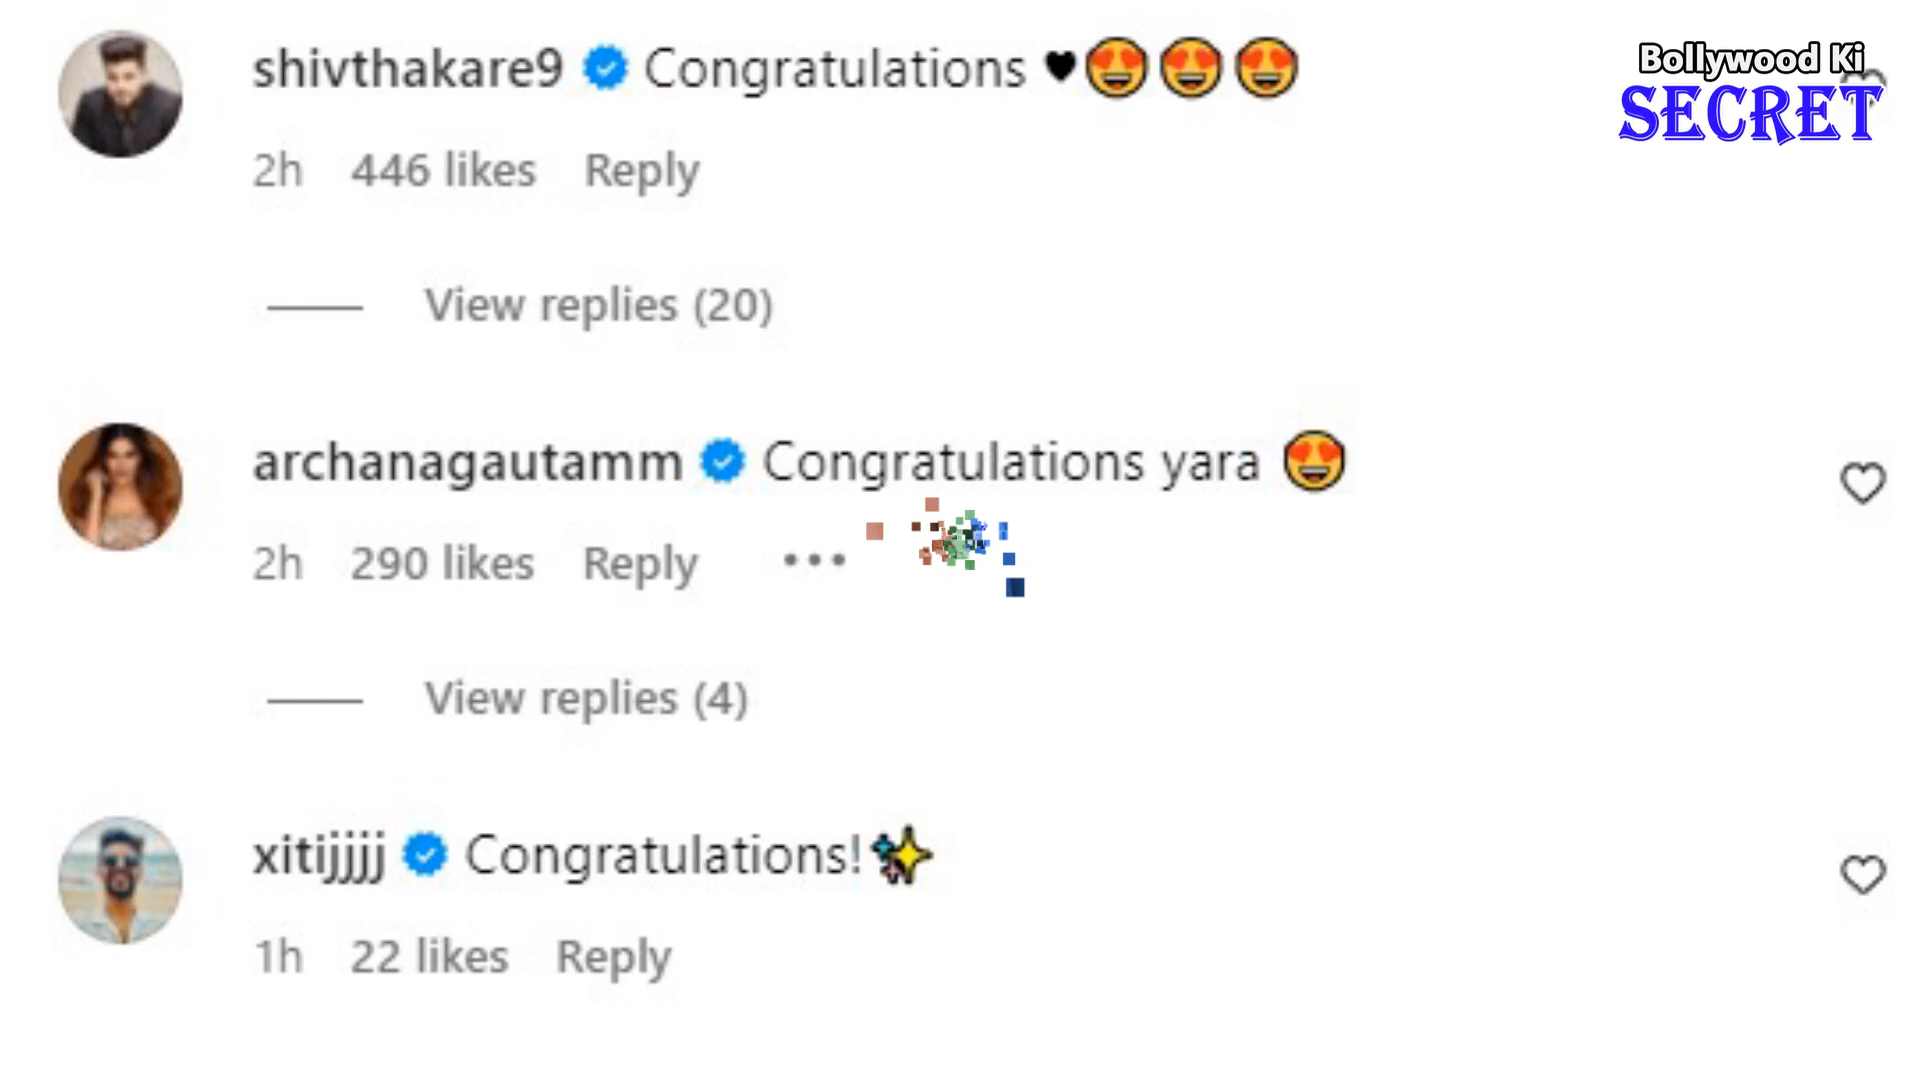 shivthakare9 Congratulations ♥😍😍😍
Bollywood Ki
SECRET
2h 446 likes Reply
View replies (20)
archanagautamm Congratulations yara 😍
2h 290 likes Reply •••
View replies (4)
xitijjjj Congratulations!✨
1h 22 likes Reply